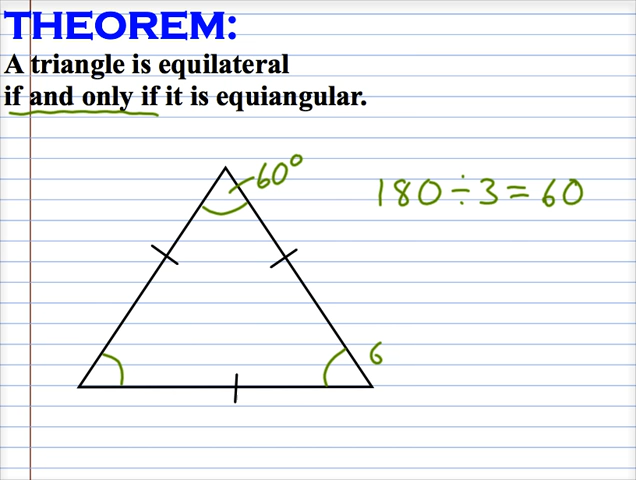 THEOREM:
A triangle is equilateral
if and only if it is equiangular.
60°
180 ÷ 3 = 60
6